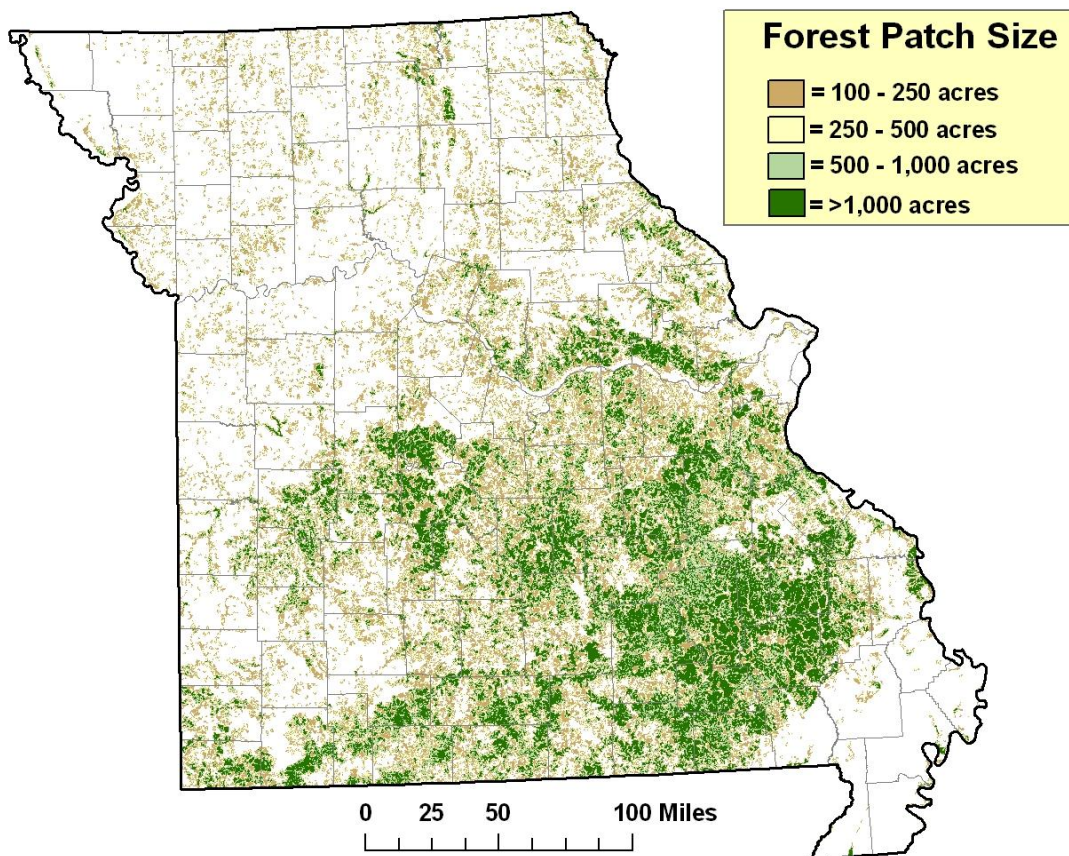 Forest Patch Size
= 100 - 250 acres
= 250 - 500 acres
= 500 - 1,000 acres
= >1,000 acres
0 25 50 100 Miles